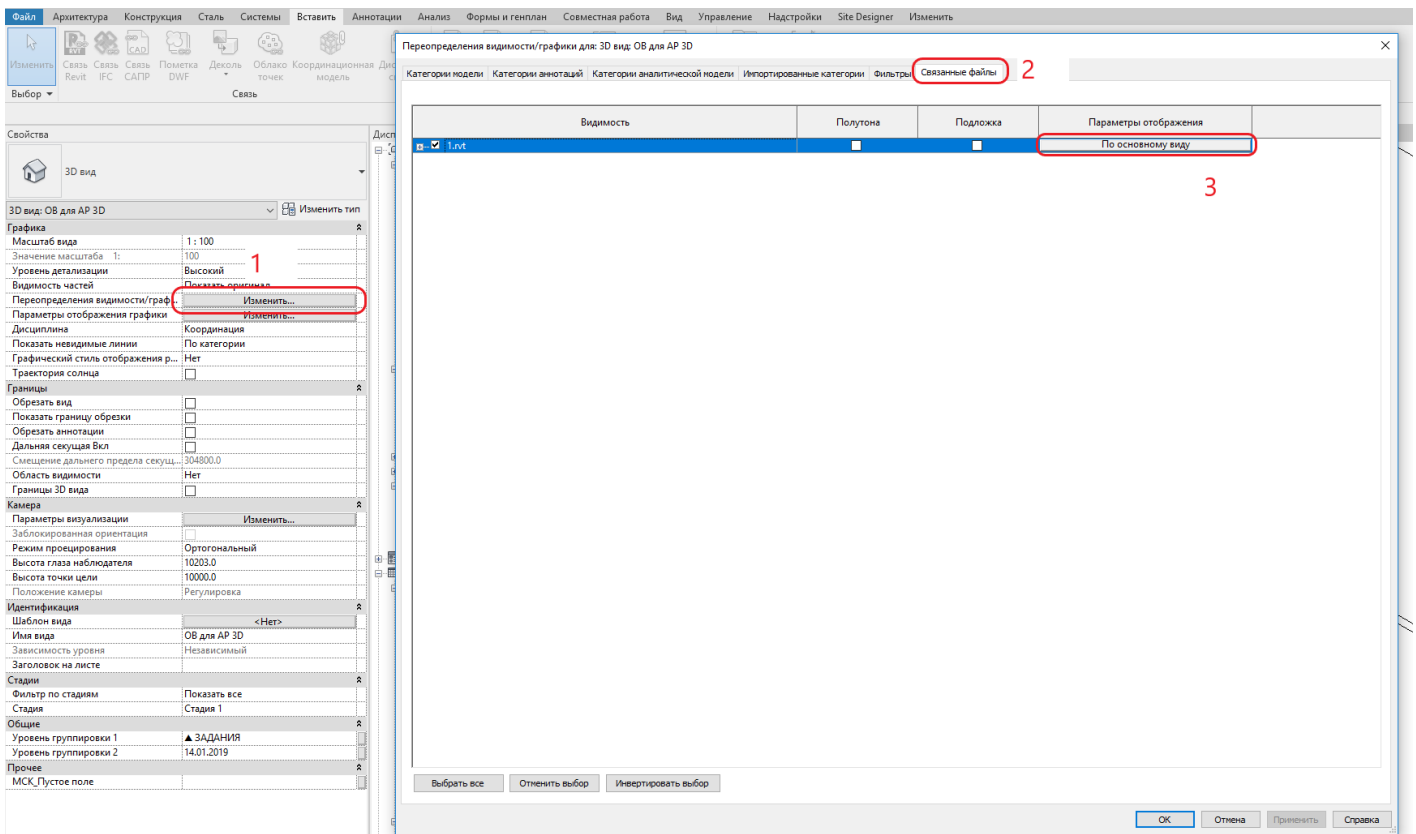 Файл Архитектура Конструкция Сталь Системы Вставить Аннотации Анализ Формы и генплан Совместная работа Вид Управление Надстройки Site Designer Изменить
Изменить Связь Revit Связь IFC Связь САПР Пометка DWF Деколь Облако точек Координационная модель
Выбор Связь
Свойства
3D вид
3D вид: ОВ для АР 3D Изменить тип
Графика
Масштаб вида 1 : 100
Значение масштаба 1: 100
1
Уровень детализации Высокий
Видимость частей Показать оригинал
Переопределения видимости/граф... Изменить...
Параметры отображения графики Изменить...
Дисциплина Координация
Показать невидимые линии По категории
Графический стиль отображения р... Нет
Траектория солнца
Границы
Обрезать вид
Показать границу обрезки
Обрезать аннотации
Дальняя секущая Вкл
Смещение дальнего предела секущ... 304800.0
Область видимости Нет
Границы 3D вида
Камера
Параметры визуализации Изменить...
Заблокированная ориентация
Режим проецирования Ортогональный
Высота глаза наблюдателя 10203.0
Высота точки цели 10000.0
Положение камеры Регулировка
Идентификация
Шаблон вида <Нет>
Имя вида ОВ для АР 3D
Зависимость уровня Независимый
Заголовок на листе
Стадии
Фильтр по стадиям Показать все
Стадия Стадия 1
Общие
Уровень группировки 1 ▲ ЗАДАНИЯ
Уровень группировки 2 14.01.2019
Прочее
МСК_Пустое поле
Переопределения видимости/графики для: 3D вид: ОВ для АР 3D
Категории модели Категории аннотаций Категории аналитической модели Импортированные категории Фильтры Связанные файлы 2
Видимость Полутона Подложка Параметры отображения
1.rvt По основному виду
3
Выбрать все Отменить выбор Инвертировать выбор
OK Отмена Применить Справка